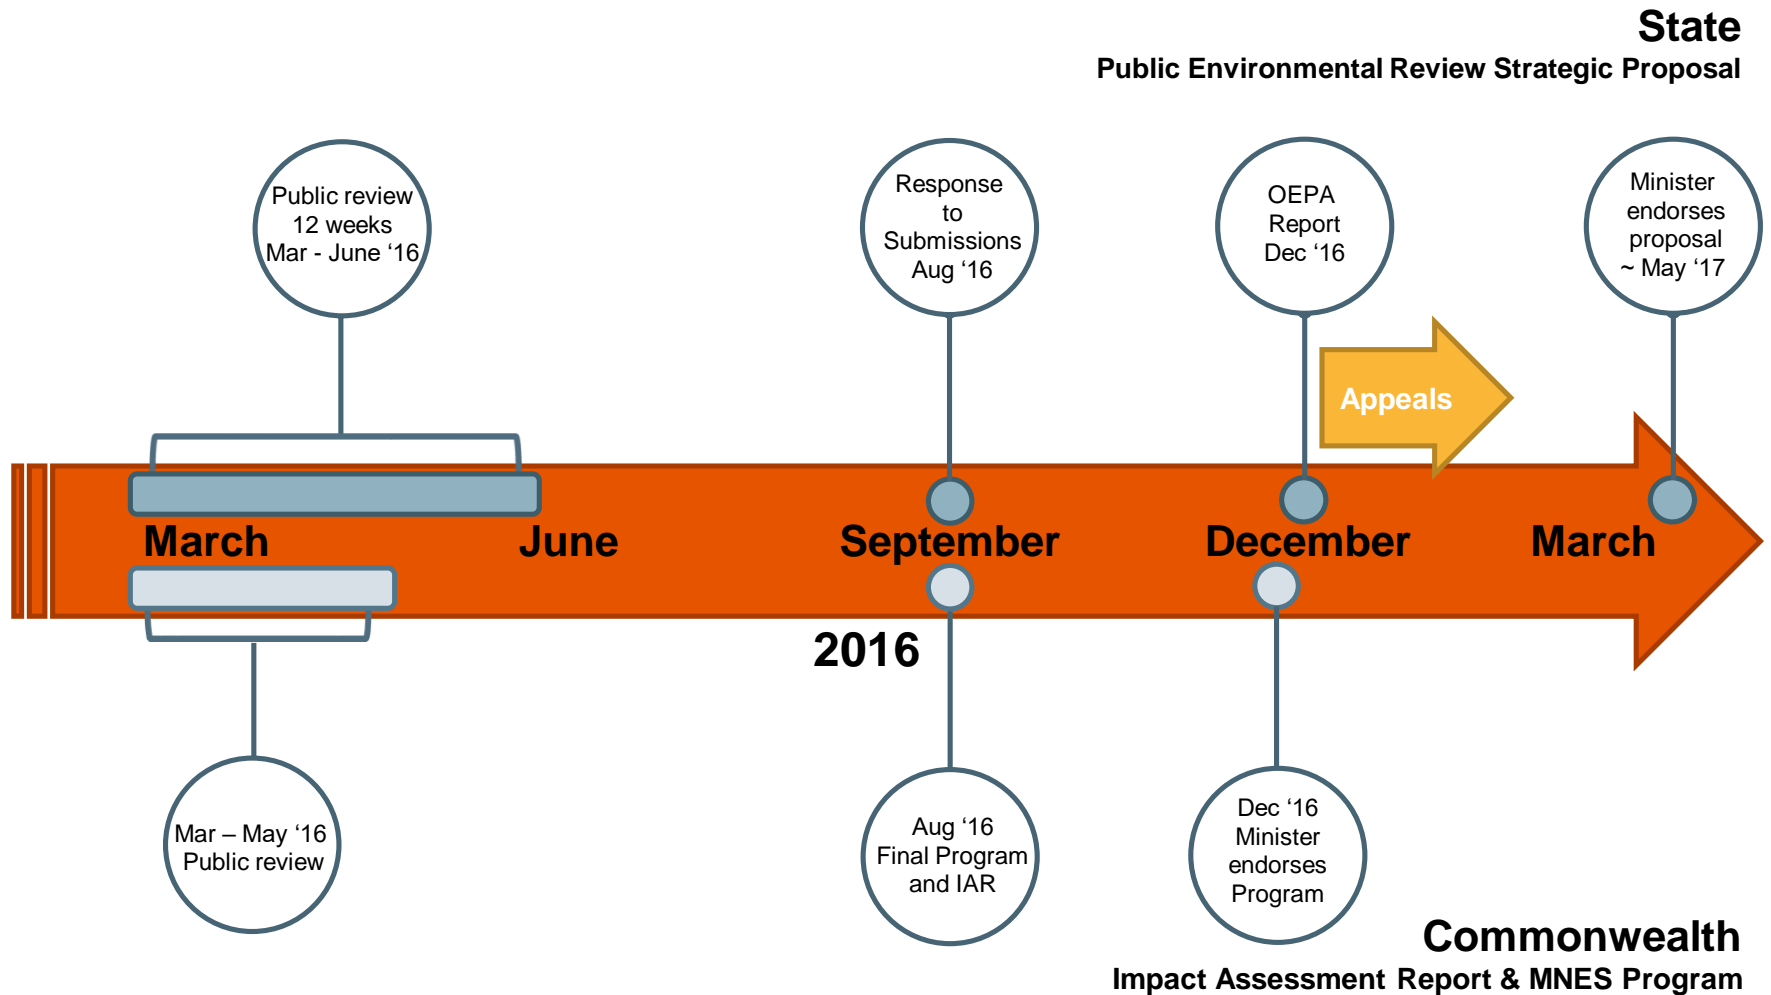 State
Public Environmental Review Strategic Proposal
Public review
12 weeks
Mar - June ‘16
Response
to
Submissions
Aug ‘16
OEPA
Report
Dec ‘16
Minister
endorses
proposal
~ May ‘17
Appeals
March
June
September
December
March
2016
Mar – May ‘16
Public review
Aug ‘16
Final Program
and IAR
Dec ‘16
Minister
endorses
Program
Commonwealth
Impact Assessment Report & MNES Program